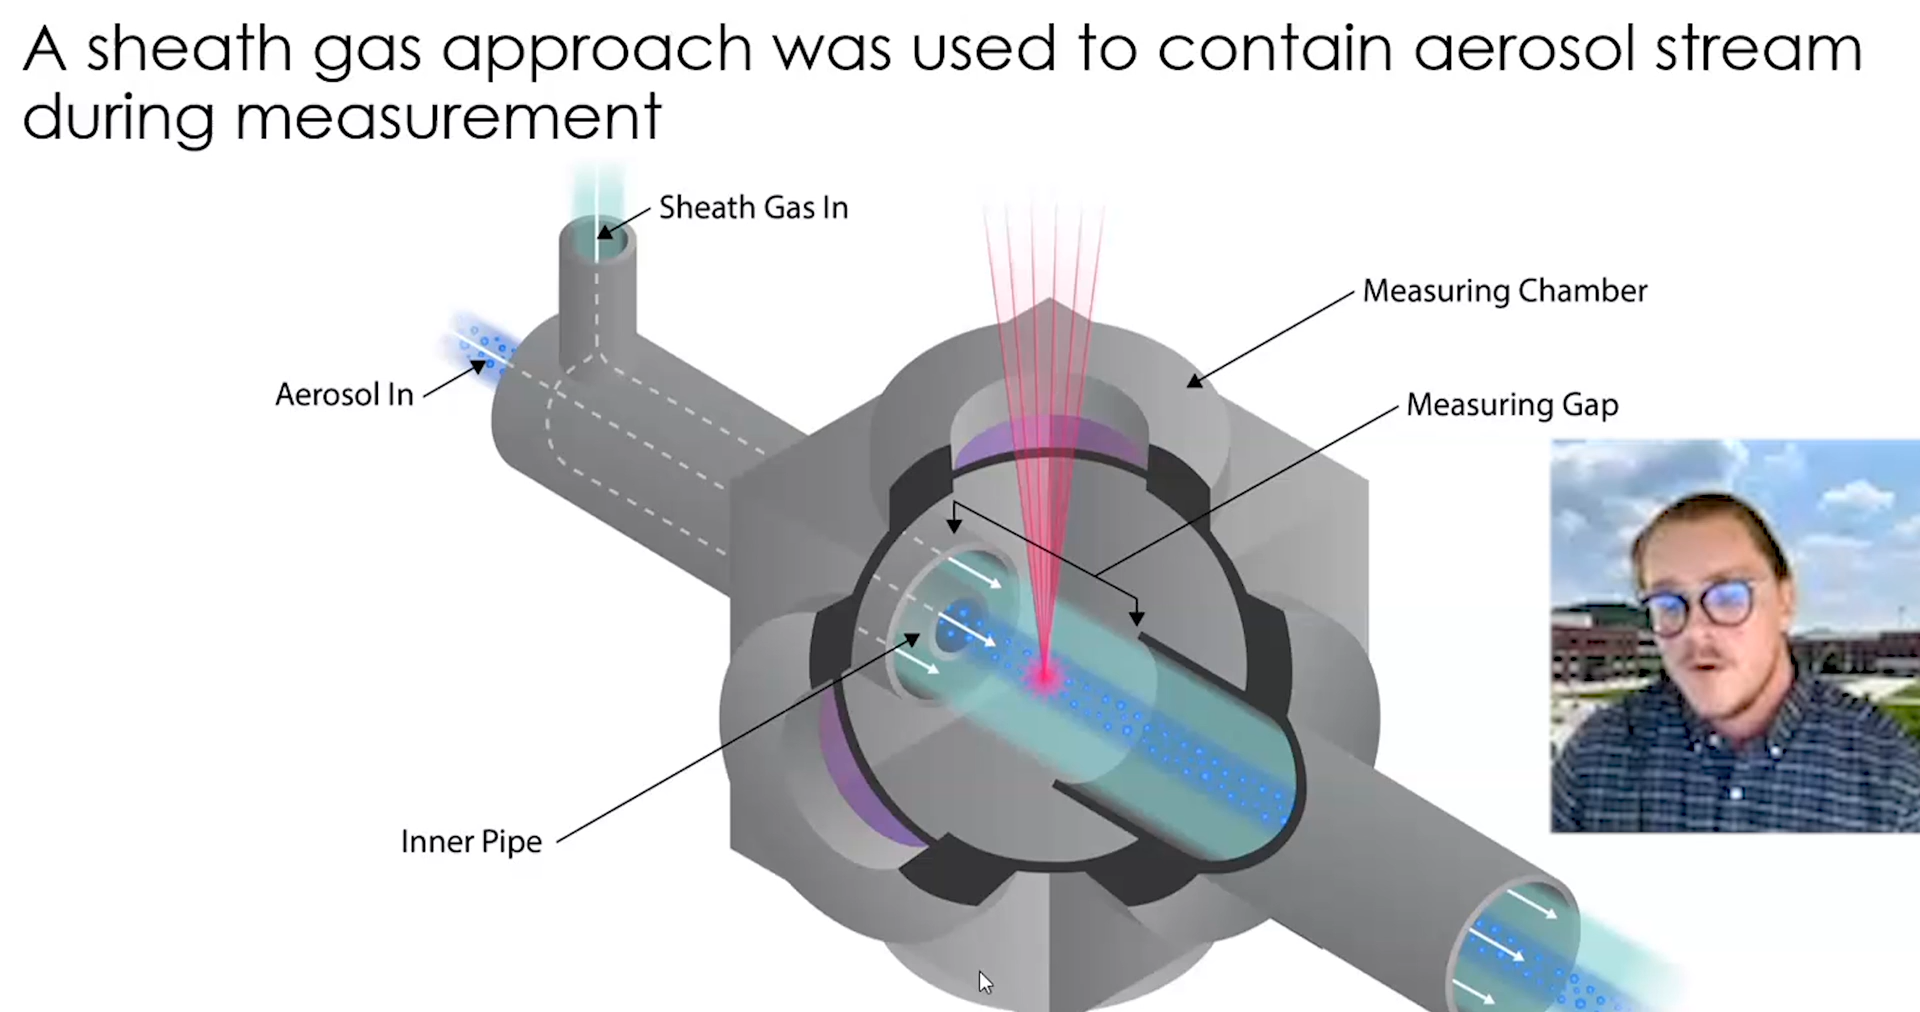 A sheath gas approach was used to contain aerosol stream
during measurement
Sheath Gas In
Measuring Chamber
Aerosol In
Measuring Gap
Inner Pipe